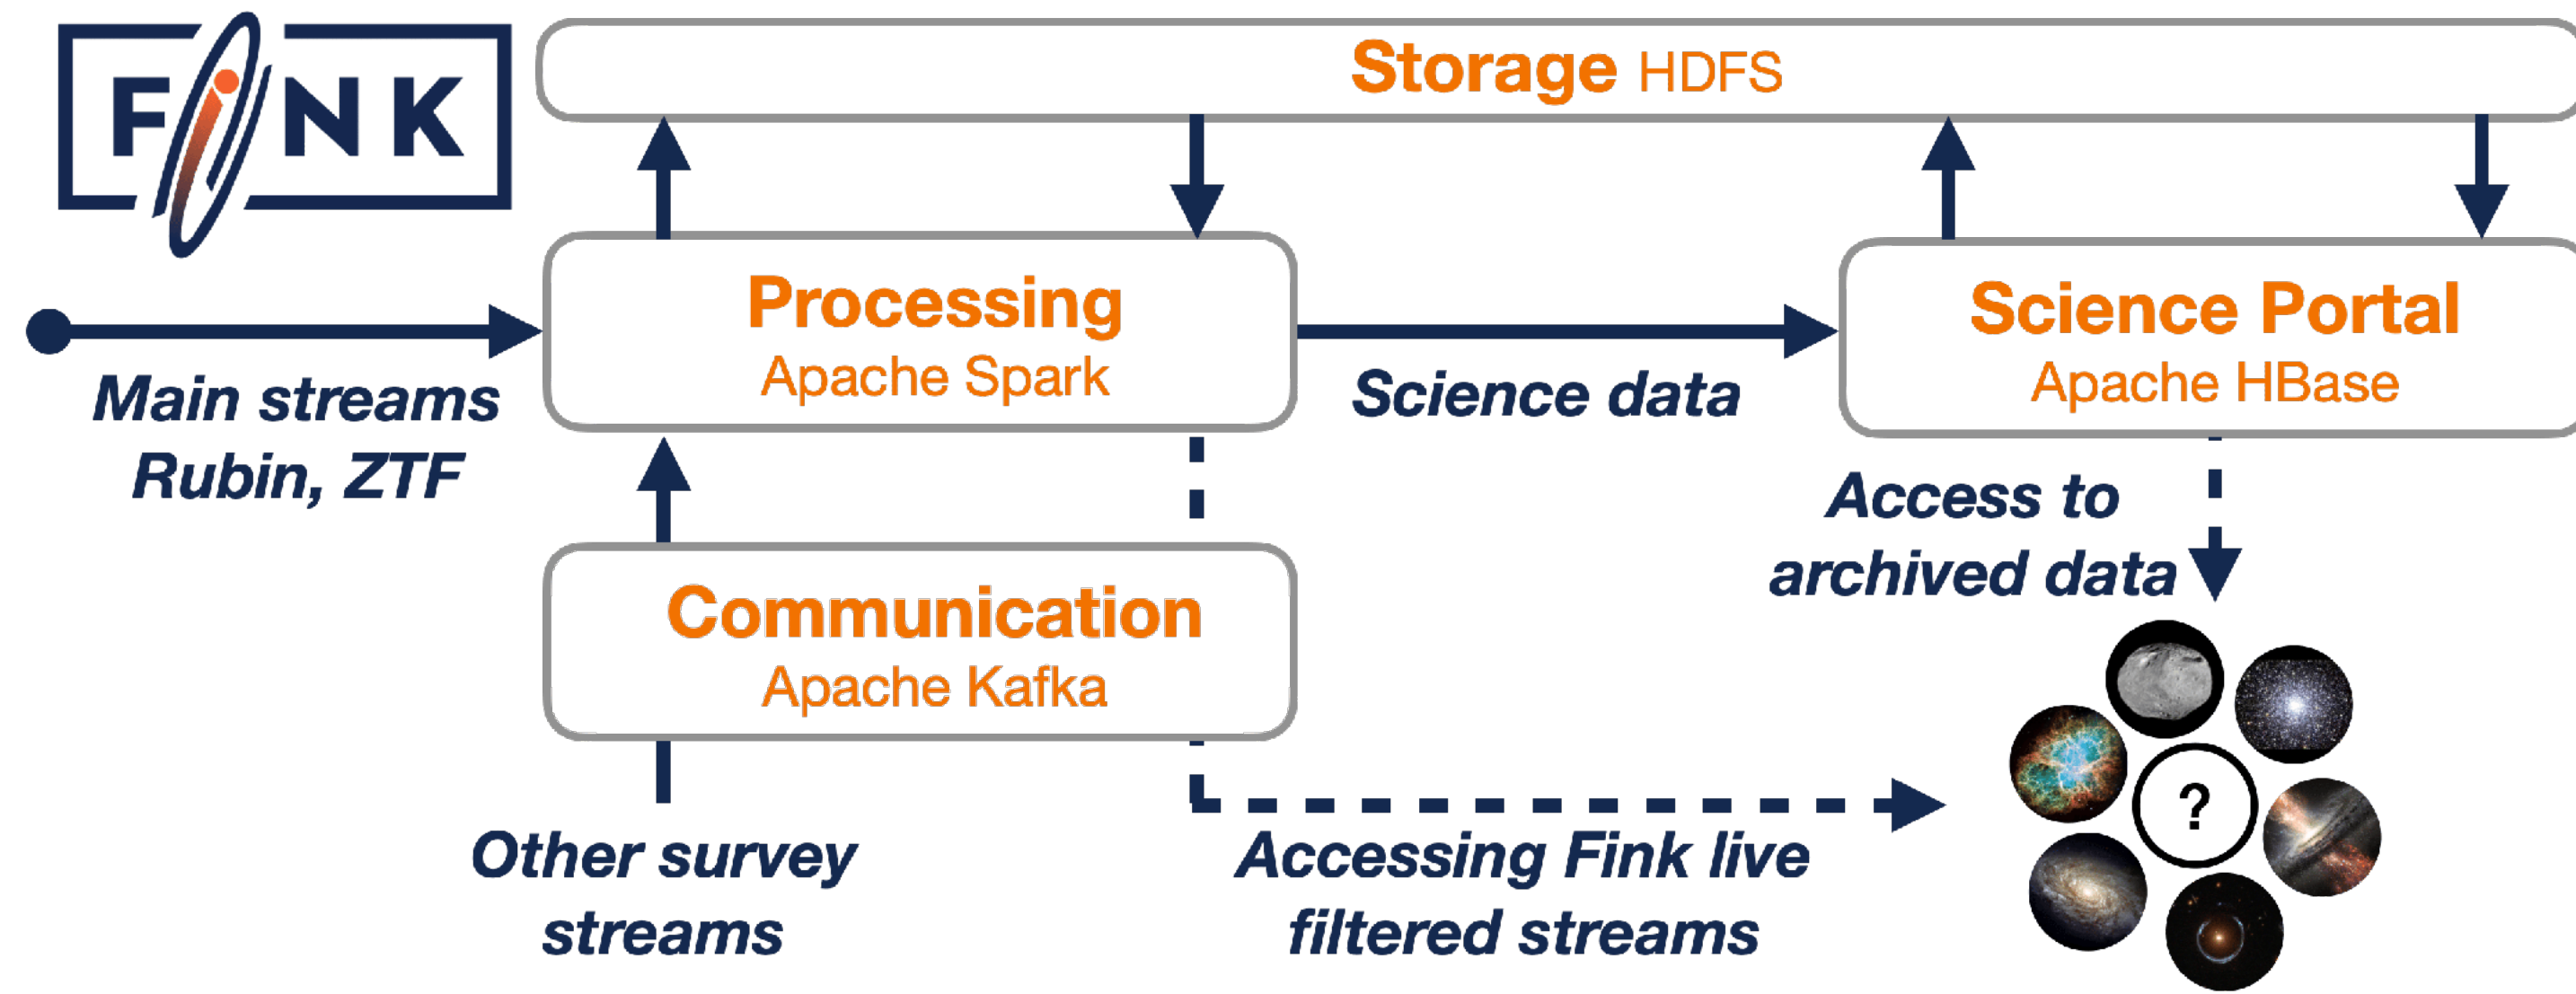 FiNK
Storage HDFS
Processing
Apache Spark
Science Portal
Apache HBase
Main streams
Rubin, ZTF
Science data
Access to
archived data
Communication
Apache Kafka
?
Other survey
streams
Accessing Fink live
filtered streams